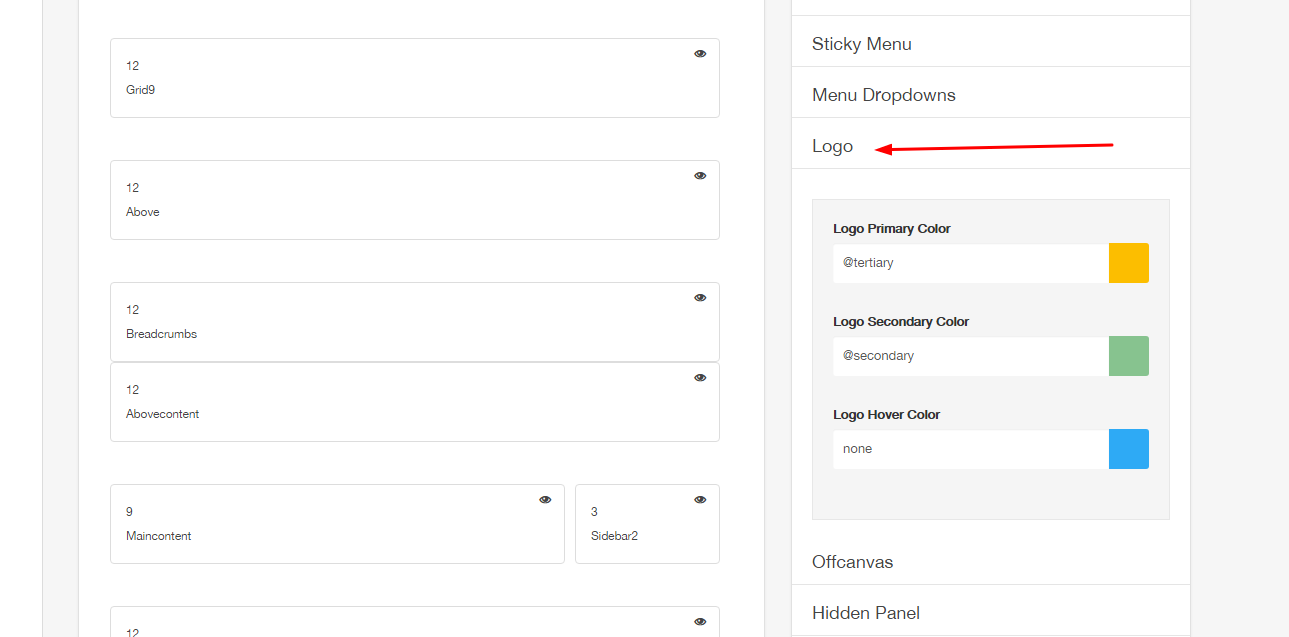 12
Grid9
12
Above
12
Breadcrumbs
12
Abovecontent
9
Maincontent
3
Sidebar2
12
Sticky Menu
Menu Dropdowns
Logo
Logo Primary Color
@tertiary
Logo Secondary Color
@secondary
Logo Hover Color
none
Offcanvas
Hidden Panel